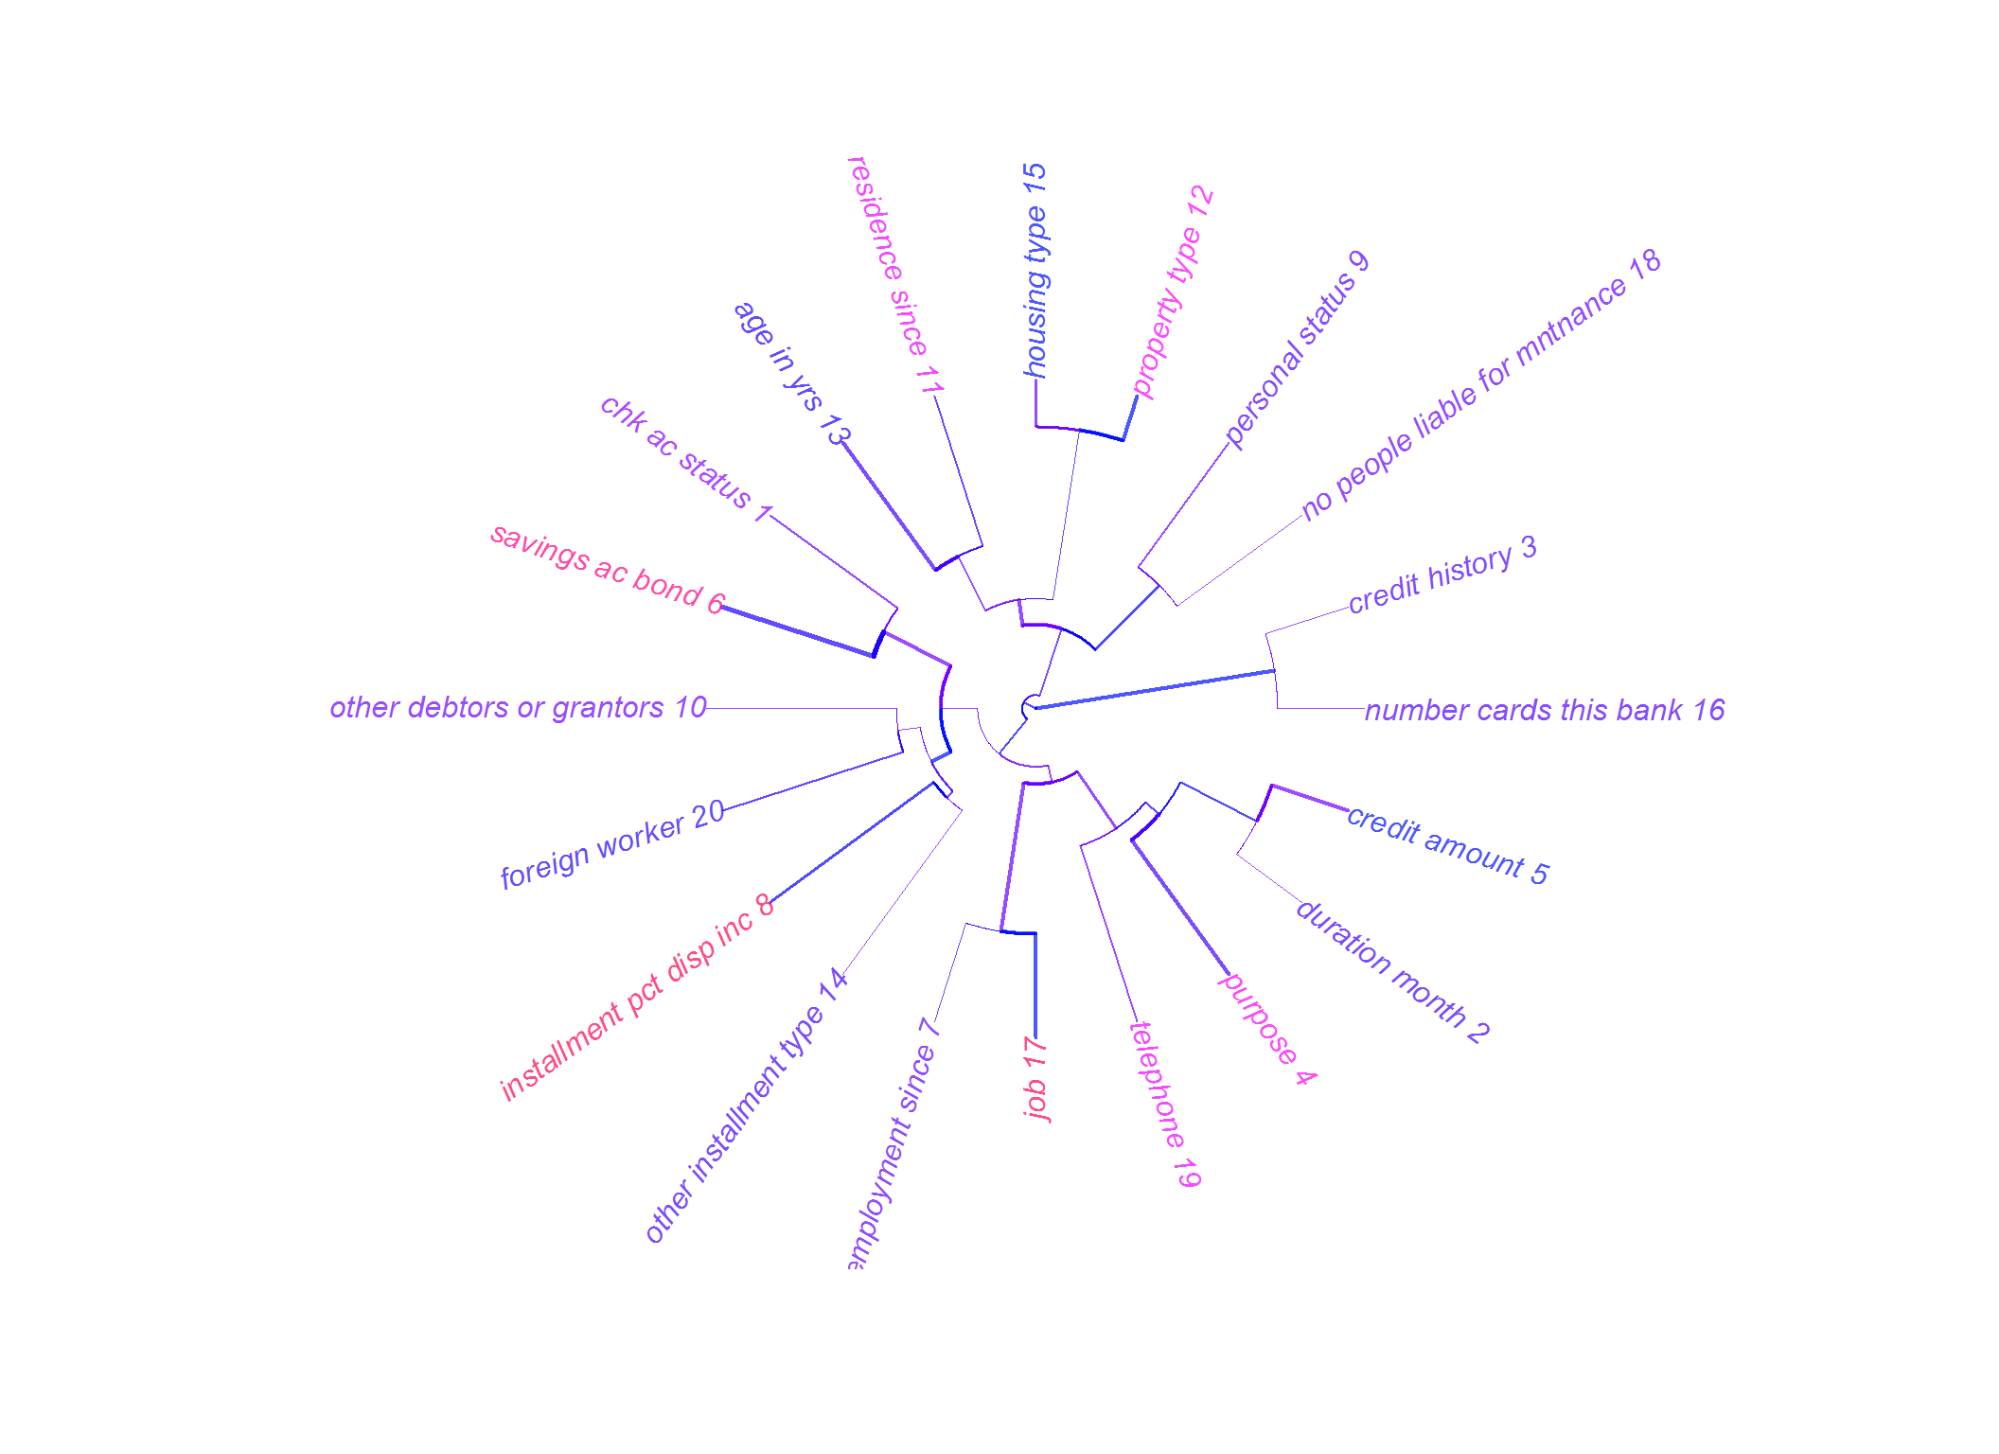 residence since 11
housing type 15
property type 12
personal status 9
no people liable for mntnance 18
age in yrs 13
chk ac status 1
credit history 3
savings ac bond 6
other debtors or grantors 10
number cards this bank 16
foreign worker 20
credit amount 5
installment pct disp inc 8
duration month 2
other installment type 14
employment since 7
job 17
telephone 19
purpose 4